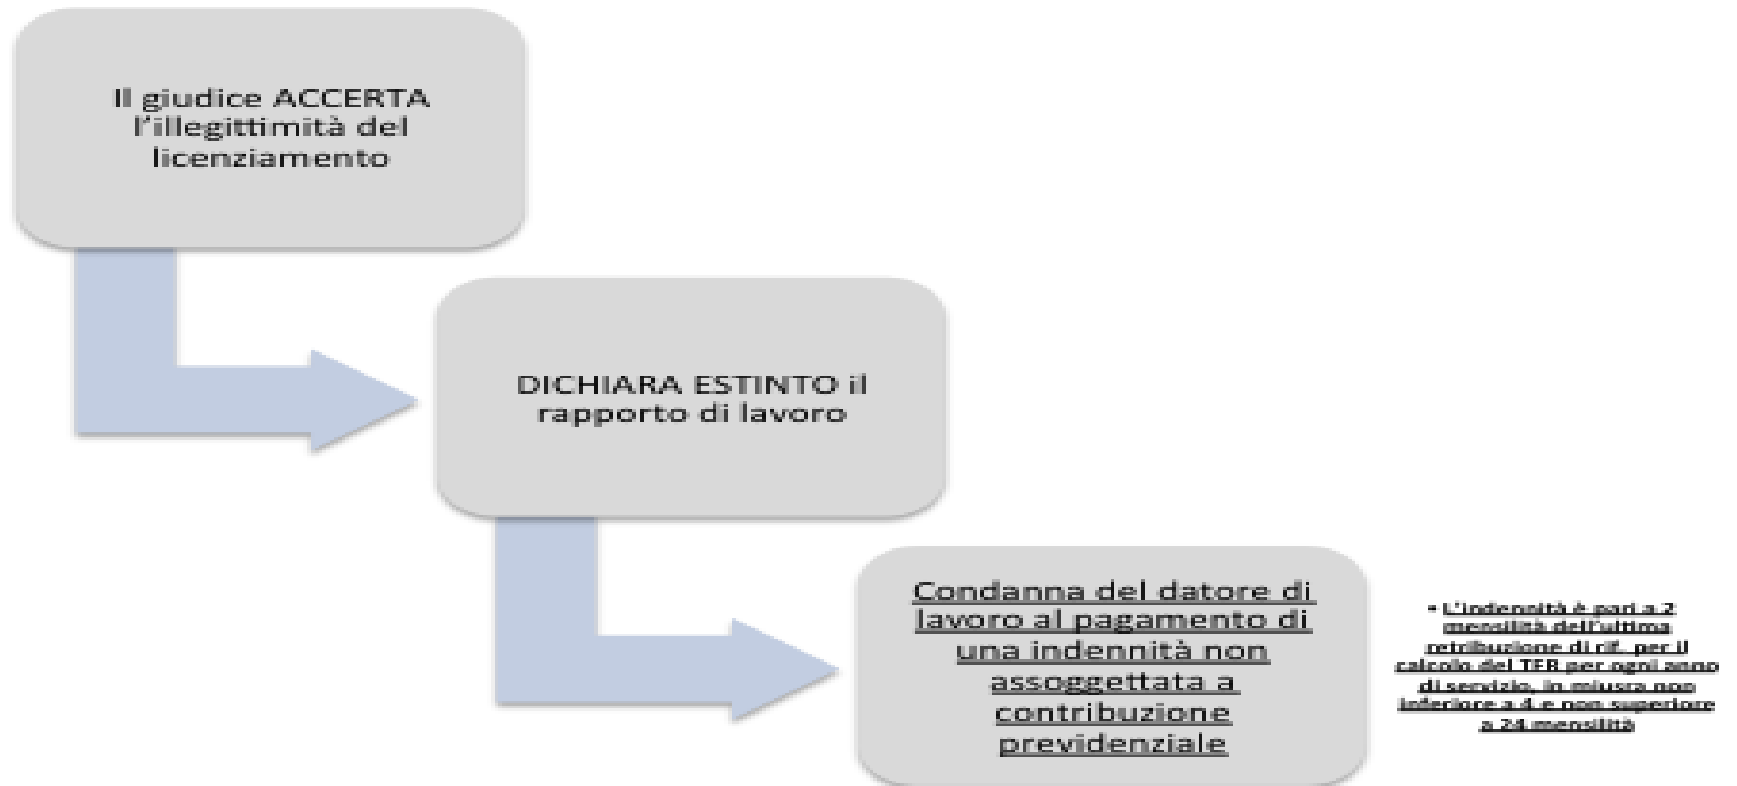 Il giudice ACCERTA
l'illegittimità del
licenziamento
DICHIARA ESTINTO il
rapporto di lavoro
Condanna del datore di
lavoro al pagamento di
una indennità non
assoggettata a
contribuzione
previdenziale
• L'indennità è pari a 2
mensilità dell'ultima
retribuzione di rif. per il
calcolo del TFR per ogni anno
di servizio, in miusra non
inferiore a 4 e non superiore
a 24 mensilità